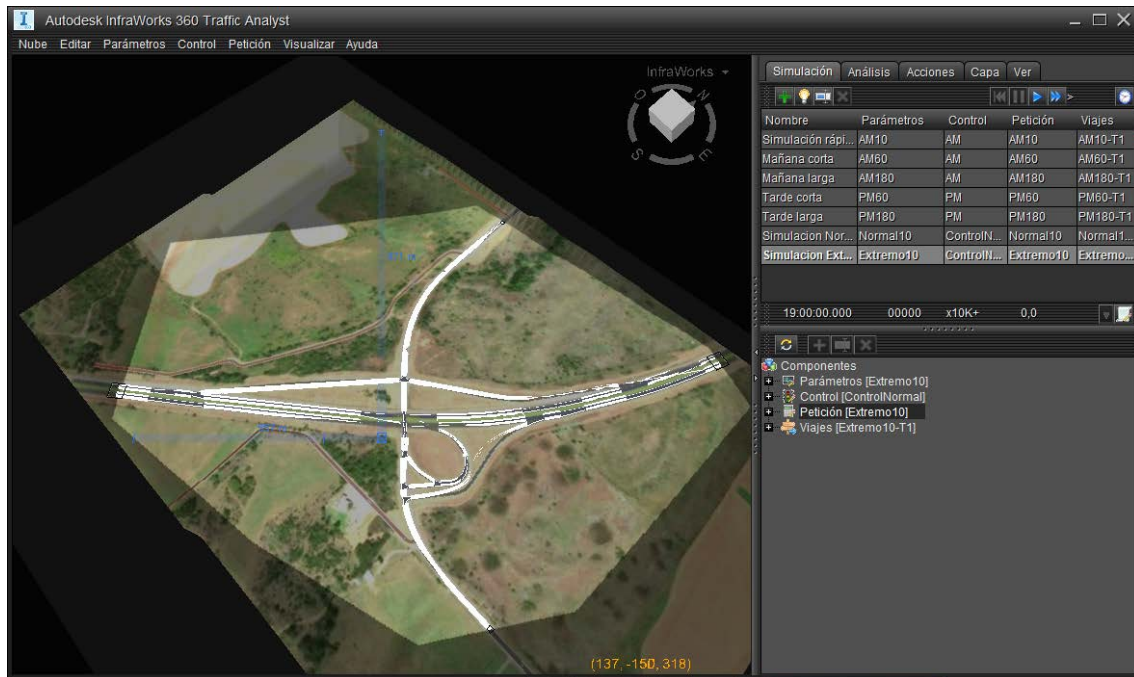 Autodesk InfraWorks 360 Traffic Analyst
Nube Editar Parámetros Control Petición Visualizar Ayuda
InfraWorks
O N
S E
(137, -150, 318)
Simulación Análisis Acciones Capa Ver
Nombre Parámetros Control Petición Viajes
Simulación rápi... AM10 AM AM10 AM10-T1
Mañana corta AM60 AM AM60 AM60-T1
Mañana larga AM180 AM AM180 AM180-T1
Tarde corta PM60 PM PM60 PM60-T1
Tarde larga PM180 PM PM180 PM180-T1
Simulacion Nor... Normal10 ControlN... Normal10 Normal1...
Simulacion Ext... Extremo10 ControlN... Extremo10 Extremo...
19:00:00.000 00000 x10K+ 0,0
Componentes
Parámetros [Extremo10]
Control [ControlNormal]
Petición [Extremo10]
Viajes [Extremo10-T1]